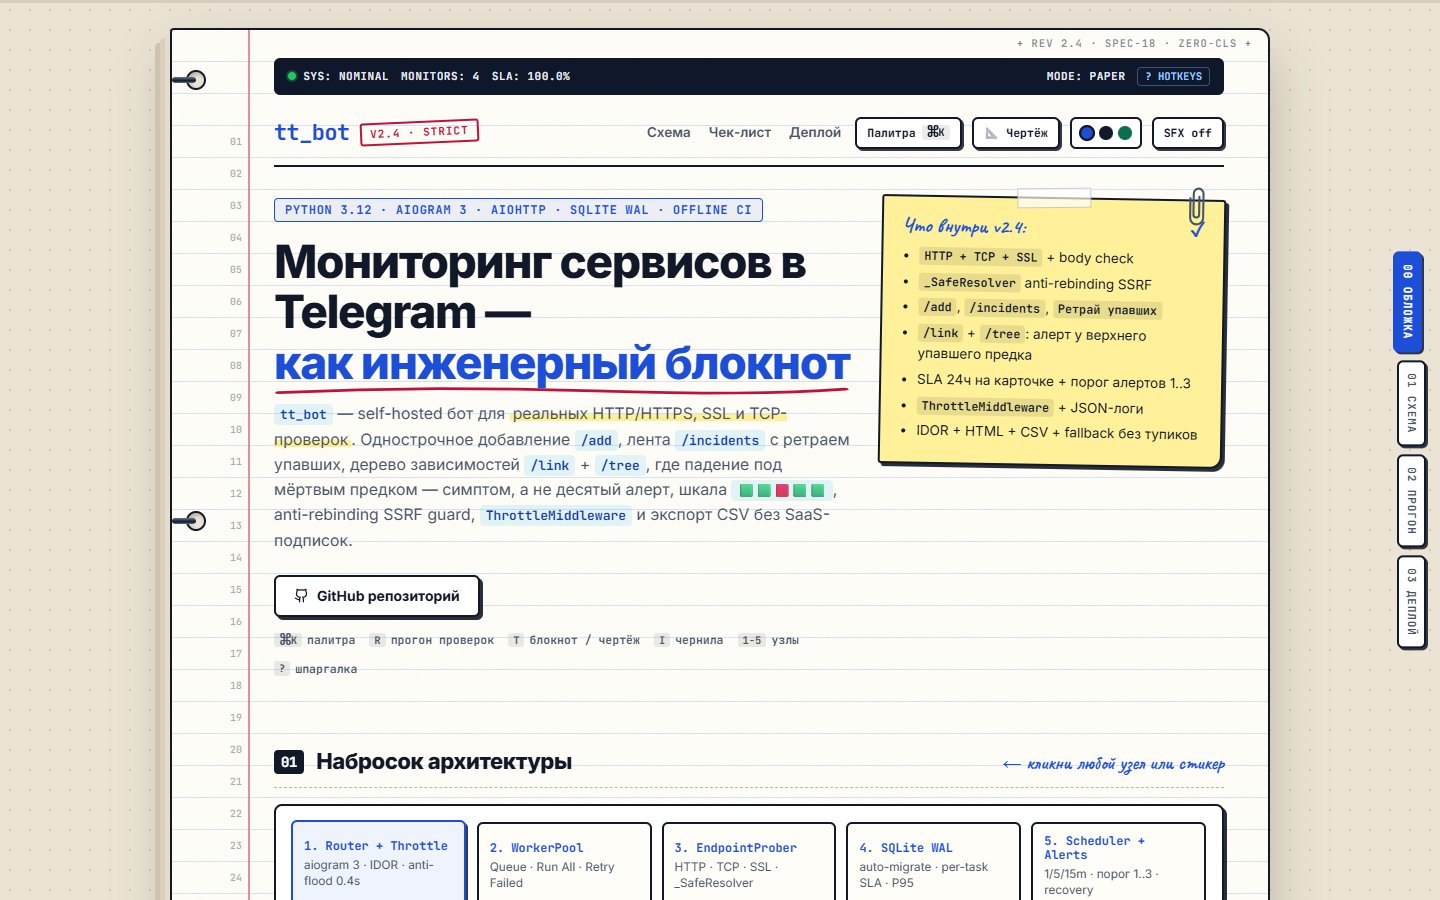 + REV 2.4 · SPEC-18 · ZERO-CLS +
SYS: NOMINAL MONITORS: 4 SLA: 100.0%
MODE: PAPER ? HOTKEYS
tt_bot V2.4 · STRICT
Схема Чек-лист Деплой Палитра ⌘K 📐 Чертёж SFX off
PYTHON 3.12 · AIOGRAM 3 · AIOHTTP · SQLITE WAL · OFFLINE CI
Мониторинг сервисов в
Telegram —
как инженерный блокнот
tt_bot — self-hosted бот для реальных HTTP/HTTPS, SSL и TCP-
проверок. Однострочное добавление /add, лента /incidents с ретраем
упавших, дерево зависимостей /link + /tree, где падение под
мёртвым предком — симптом, а не десятый алерт, шкала 🟩🟩🟥🟩🟩,
anti-rebinding SSRF guard, ThrottleMiddleware и экспорт CSV без SaaS-
подписок.
GitHub репозиторий
⌘K палитра R прогон проверок T блокнот / чертёж I чернила 1-5 узлы
? шпаргалка
Что внутри v2.4:
• HTTP + TCP + SSL + body check
• _SafeResolver anti-rebinding SSRF
• /add, /incidents, Ретрай упавших
• /link + /tree: алерт у верхнего
упавшего предка
• SLA 24ч на карточке + порог алертов 1..3
• ThrottleMiddleware + JSON-логи
• IDOR + HTML + CSV + fallback без тупиков
✓
00 ОБЛОЖКА
01 СХЕМА
02 ПРОГОН
03 ДЕПЛОЙ
01 Набросок архитектуры
⟵ кликни любой узел или стикер
1. Router + Throttle
aiogram 3 · IDOR · anti-
flood 0.4s
2. WorkerPool
Queue · Run All · Retry
Failed
3. EndpointProber
HTTP · TCP · SSL ·
_SafeResolver
4. SQLite WAL
auto-migrate · per-task
SLA · P95
5. Scheduler +
Alerts
1/5/15m · порог 1..3 ·
recovery
01
02
03
04
05
06
07
08
09
10
11
12
13
14
15
16
17
18
19
20
21
22
23
24